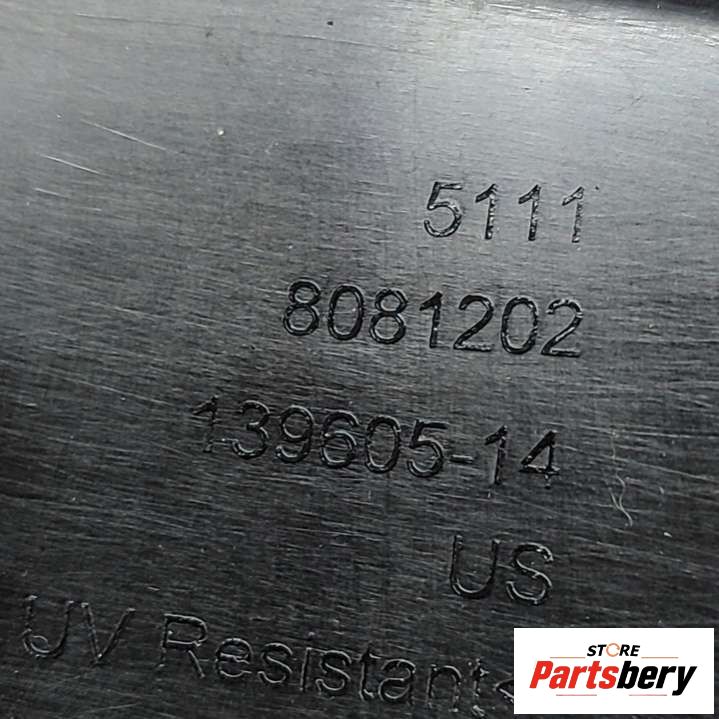 5111
8081202
139605-14
US
UV Resistant<
STORE
Partsbery